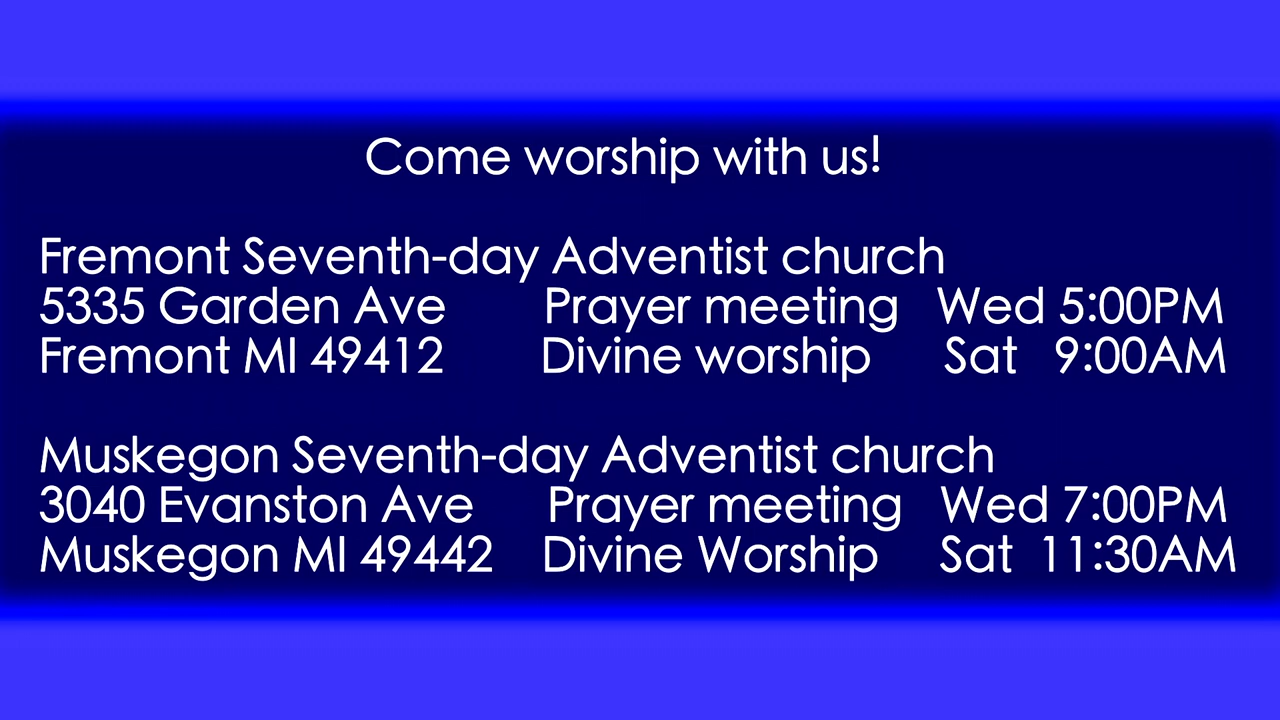 Come worship with us!
Fremont Seventh-day Adventist church
5335 Garden Ave Prayer meeting Wed 5:00PM
Fremont MI 49412 Divine worship Sat 9:00AM
Muskegon Seventh-day Adventist church
3040 Evanston Ave Prayer meeting Wed 7:00PM
Muskegon MI 49442 Divine Worship Sat 11:30AM